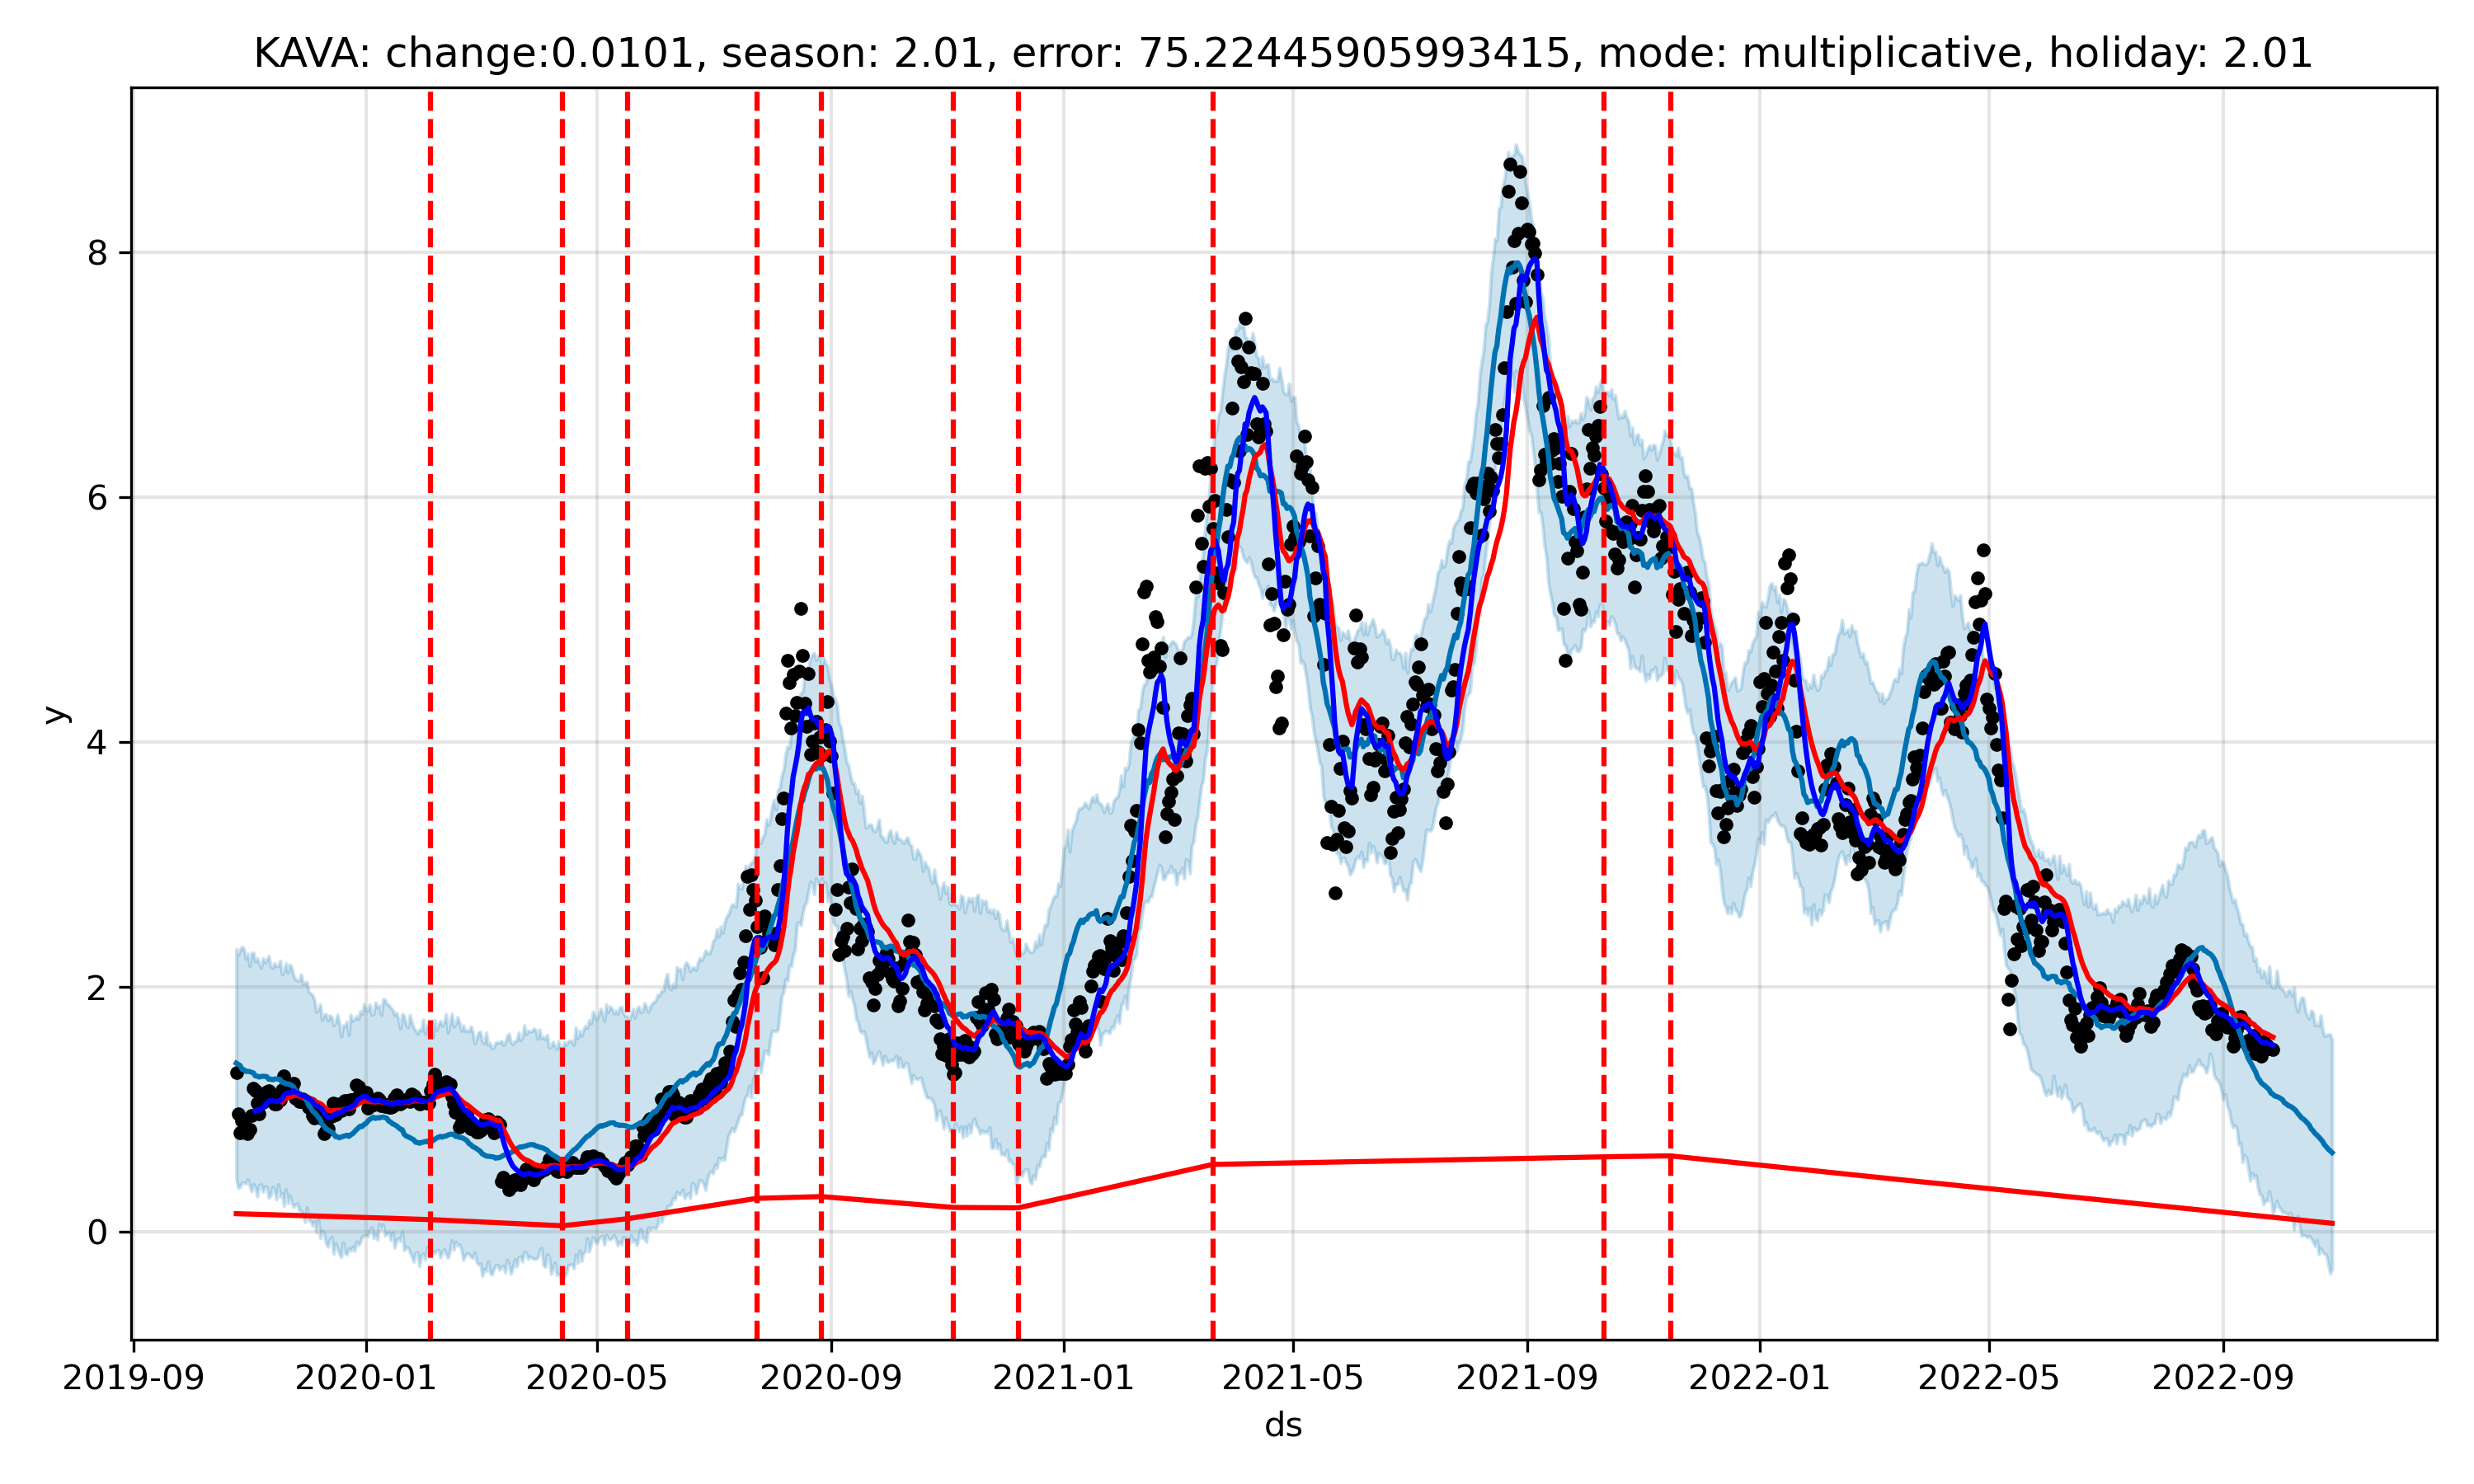 KAVA: change:0.0101, season: 2.01, error: 75.22445905993415, mode: multiplicative, holiday: 2.01
8
6
y
4
2
0
2019-09 2020-01 2020-05 2020-09 2021-01 2021-05 2021-09 2022-01 2022-05 2022-09
ds